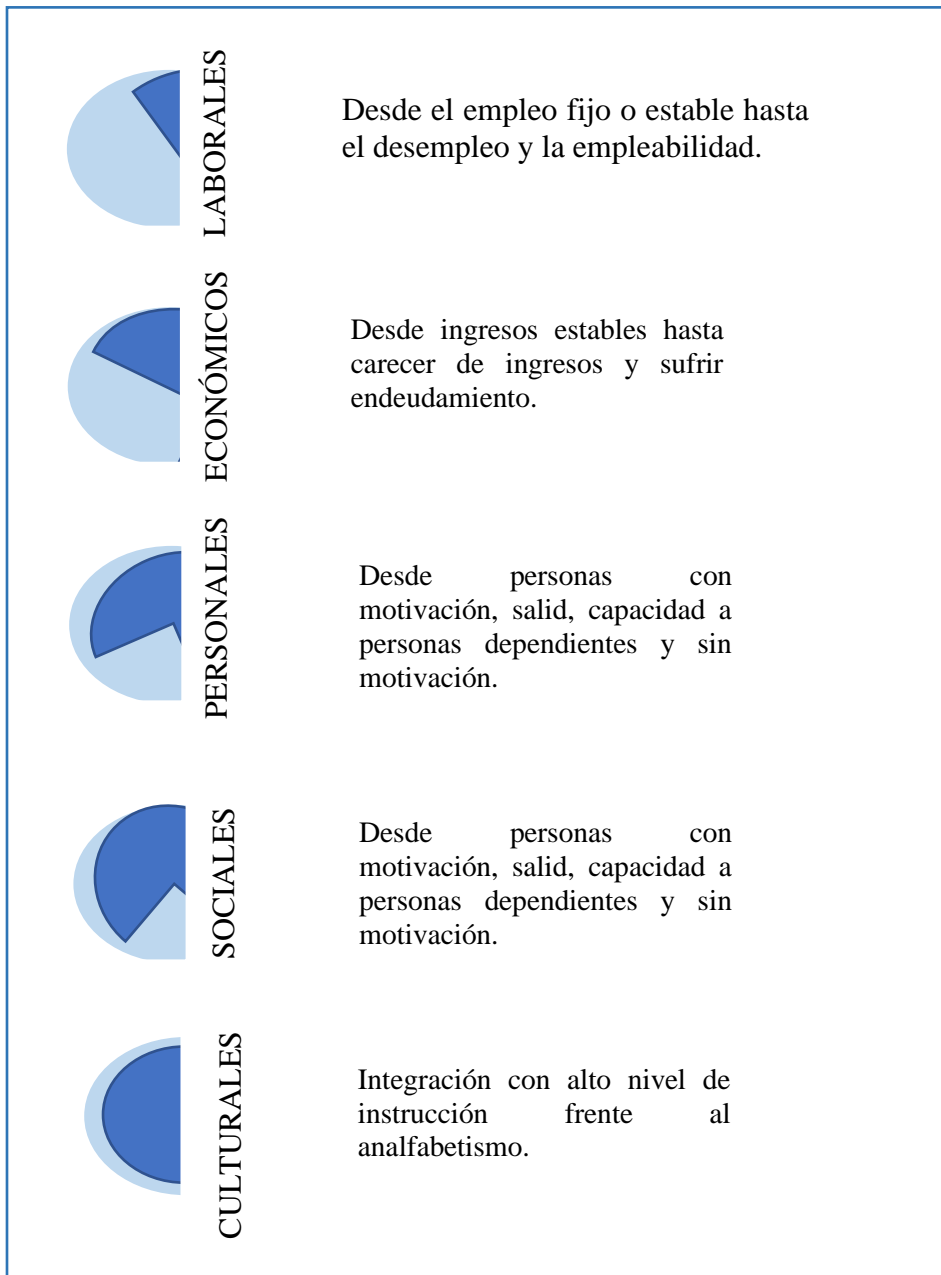 LABORALES
Desde el empleo fijo o estable hasta
el desempleo y la empleabilidad.
ECONÓMICOS
Desde ingresos estables hasta
carecer de ingresos y sufrir
endeudamiento.
PERSONALES
Desde personas con
motivación, salid, capacidad a
personas dependientes y sin
motivación.
SOCIALES
Desde personas con
motivación, salid, capacidad a
personas dependientes y sin
motivación.
CULTURALES
Integración con alto nivel de
instrucción frente al
analfabetismo.